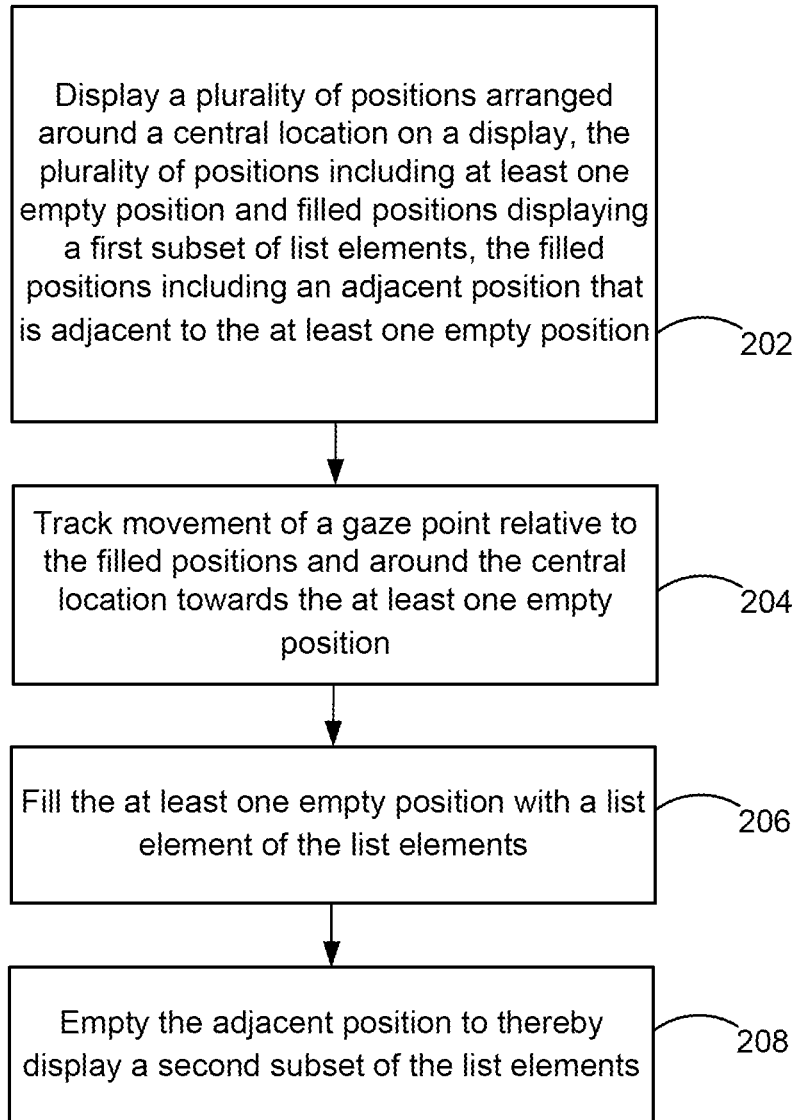 Display a plurality of positions arranged
around a central location on a display, the
plurality of positions including at least one
empty position and filled positions displaying
a first subset of list elements, the filled
positions including an adjacent position that
is adjacent to the at least one empty position
202
Track movement of a gaze point relative to
the filled positions and around the central
location towards the at least one empty
position
204
Fill the at least one empty position with a list
element of the list elements
206
Empty the adjacent position to thereby
display a second subset of the list elements
208